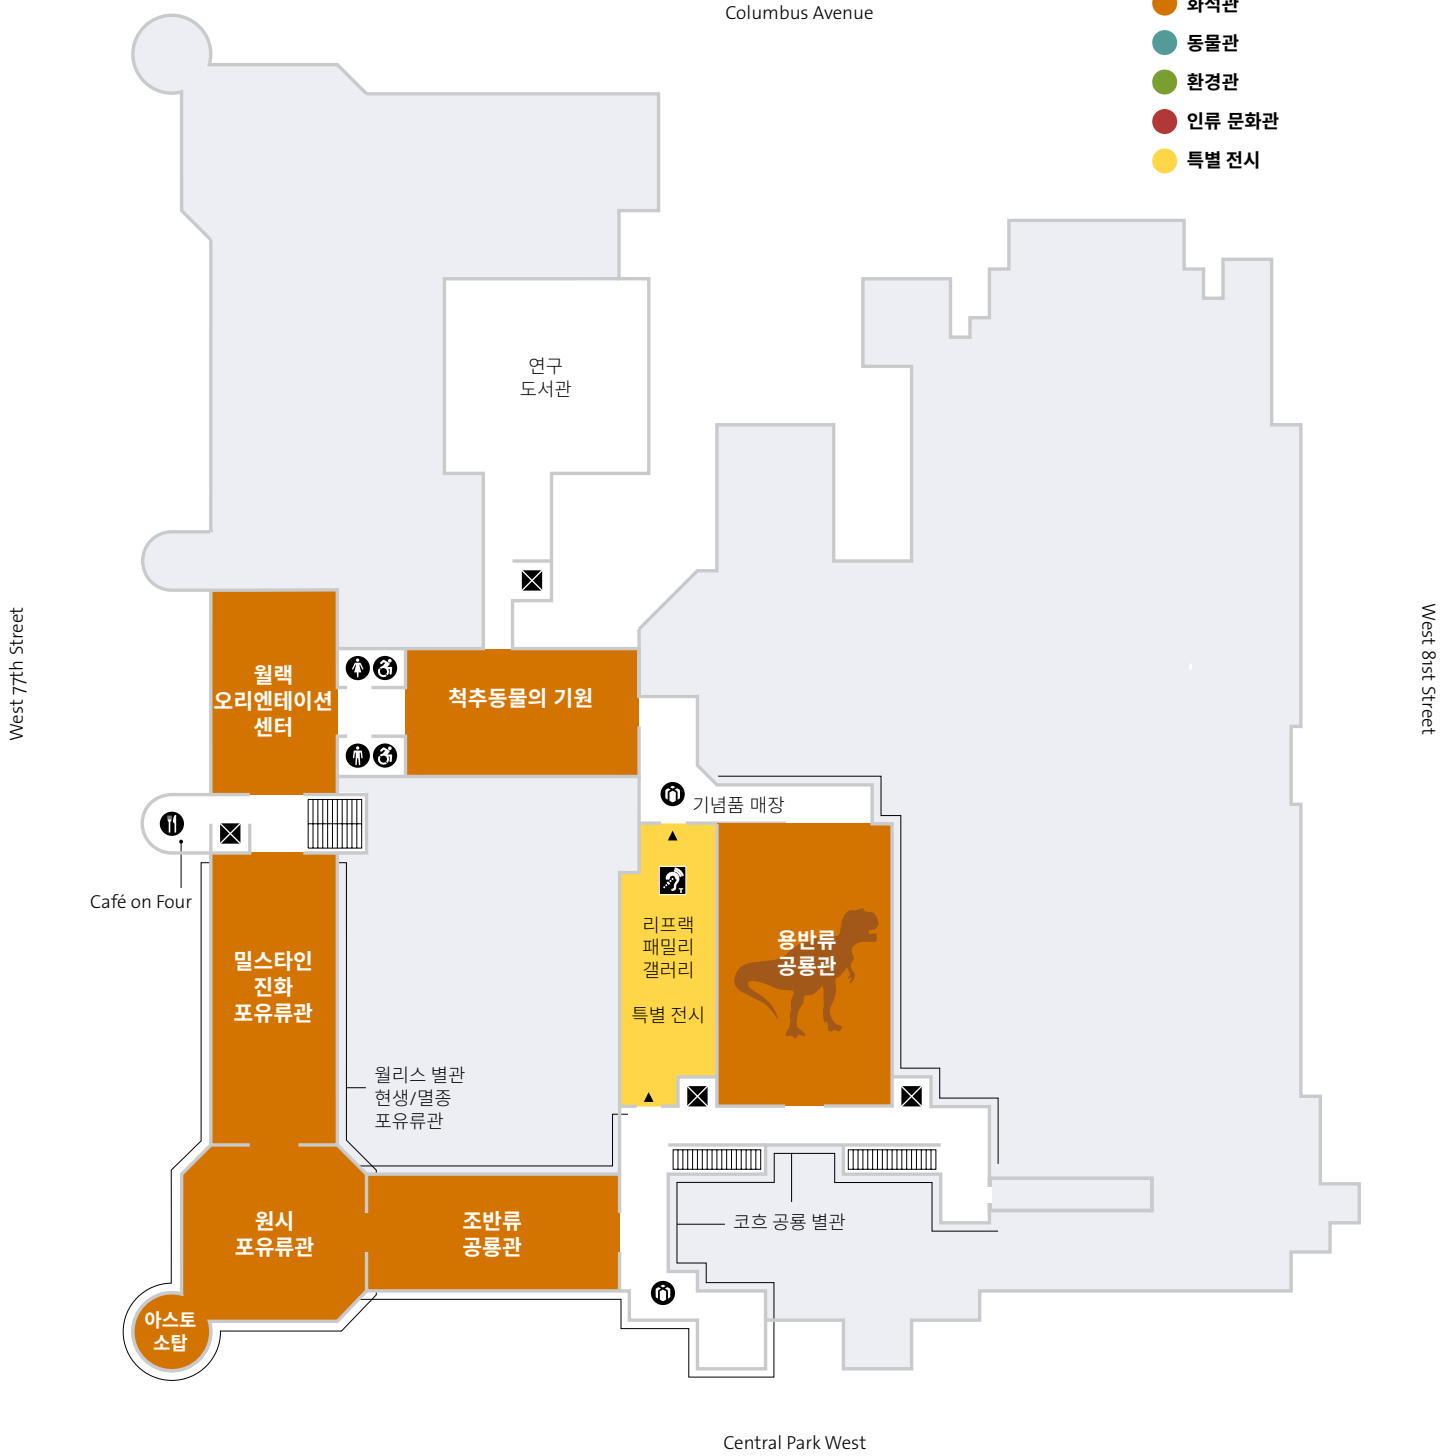 Columbus Avenue
화석관
동물관
환경관
인류 문화관
특별 전시
연구
도서관
West 77th Street
West 81st Street
월랙
오리엔테이션
센터
척추동물의 기원
기념품 매장
Café on Four
리프랙
패밀리
갤러리
특별 전시
용반류
공룡관
밀스타인
진화
포유류관
월리스 별관
현생/멸종
포유류관
원시
포유류관
조반류
공룡관
코흐 공룡 별관
아스토
소탑
Central Park West